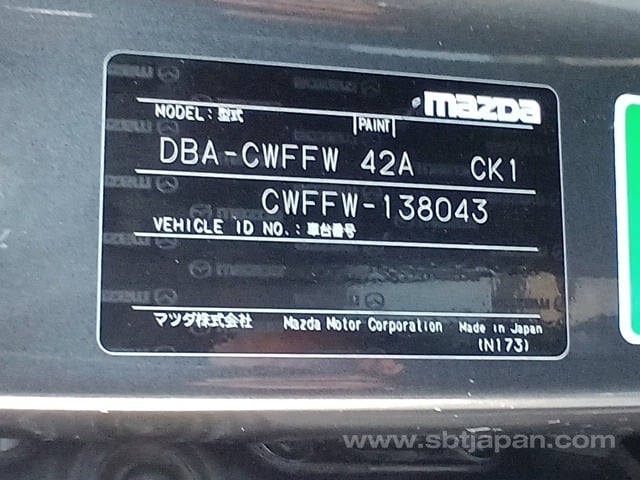 mazda
MODEL : 型式 PAINT
DBA-CWFFW 42A CK1
CWFFW-138043
VEHICLE ID NO. : 車台番号
マツダ株式会社 Mazda Motor Corporation Made in Japan
(N173)
www.sbtjapan.com